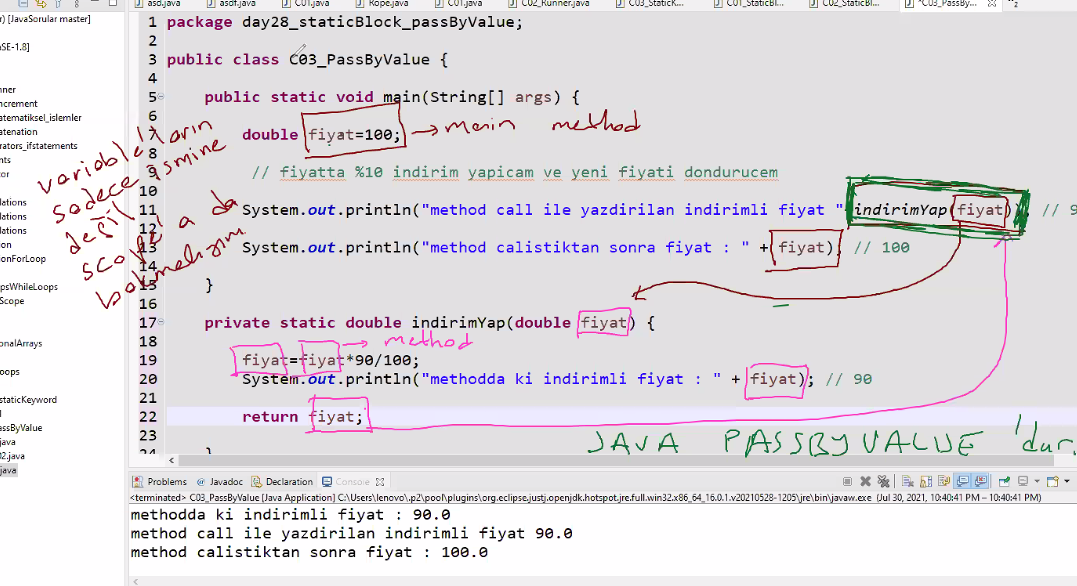 asd.java asdf.java C01.java Rope.java C01.java C02_Runner.java C03_StaticK... C01_StaticBl... C02_StaticBl... *C03_PassBy...
/(JavaSorular master]
SE-1.8]
ner
ncrement
atematiksel_islemler
atenation
rators_ifstatements
nts
tor
lations
lations
lations
ion
onForLoop
psWhileLoops
Scope
onalArrays
oops
staticKeyword
assByValue
java
02.java
java
1 package day28_staticBlock_passByValue;
2
3 public class C03_PassByValue {
4
5 public static void main(String[] args) {
6
7 double fiyat=100; → main method
8
9 // fiyatta %10 indirim yapicam ve yeni fiyati dondurucem
10
11 System.out.println("method call ile yazdirilan indirimli fiyat " indirimYap(fiyat)); // 9
12
13 System.out.println("method calistiktan sonra fiyat : " + fiyat) // 100
14
15 }
16
17 private static double indirimYap(double fiyat) {
18 → method
19 fiyat=fiyat*90/100;
20 System.out.println("methodda ki indirimli fiyat : " + fiyat); // 90
21
22 return fiyat;
23
24 }
variable'larin
sadece ismine
degil
scope'a da
bakmeliyim
JAVA PASSBYVALUE 'dur
Problems Javadoc Declaration Console
<terminated> C03_PassByValue [Java Application] C:\Users\lenovo\.p2\pool\plugins\org.eclipse.justj.openjdk.hotspot.jre.full.win32.x86_64_16.0.1.v20210528-1205\jre\bin\javaw.exe (Jul 30, 2021, 10:40:41 PM – 10:40:41 PM)
methodda ki indirimli fiyat : 90.0
method call ile yazdirilan indirimli fiyat 90.0
method calistiktan sonra fiyat : 100.0